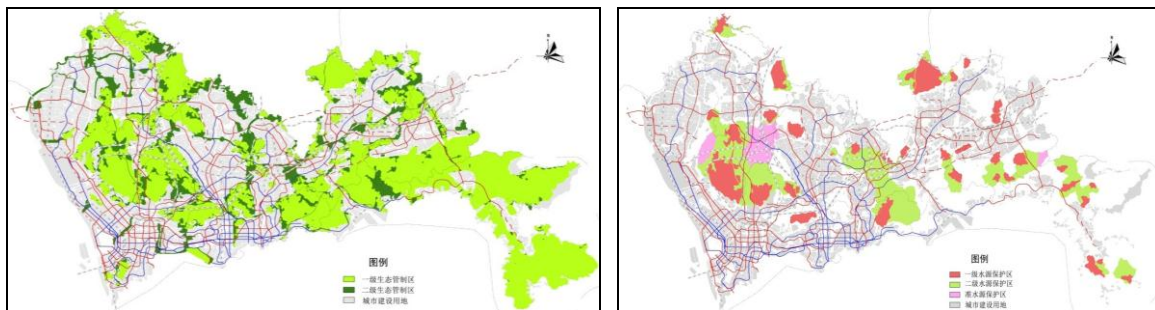 图例
一级生态管制区
二级生态管制区
城市建设用地
图例
一级水源保护区
二级水源保护区
准水源保护区
城市建设用地